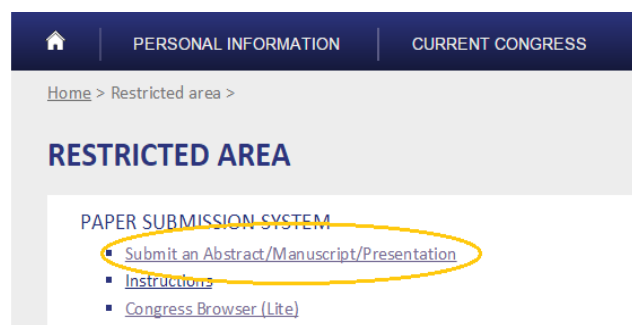 PERSONAL INFORMATION CURRENT CONGRESS
Home > Restricted area >
RESTRICTED AREA
PAPER SUBMISSION SYSTEM
Submit an Abstract/Manuscript/Presentation
Instructions
Congress Browser (Lite)